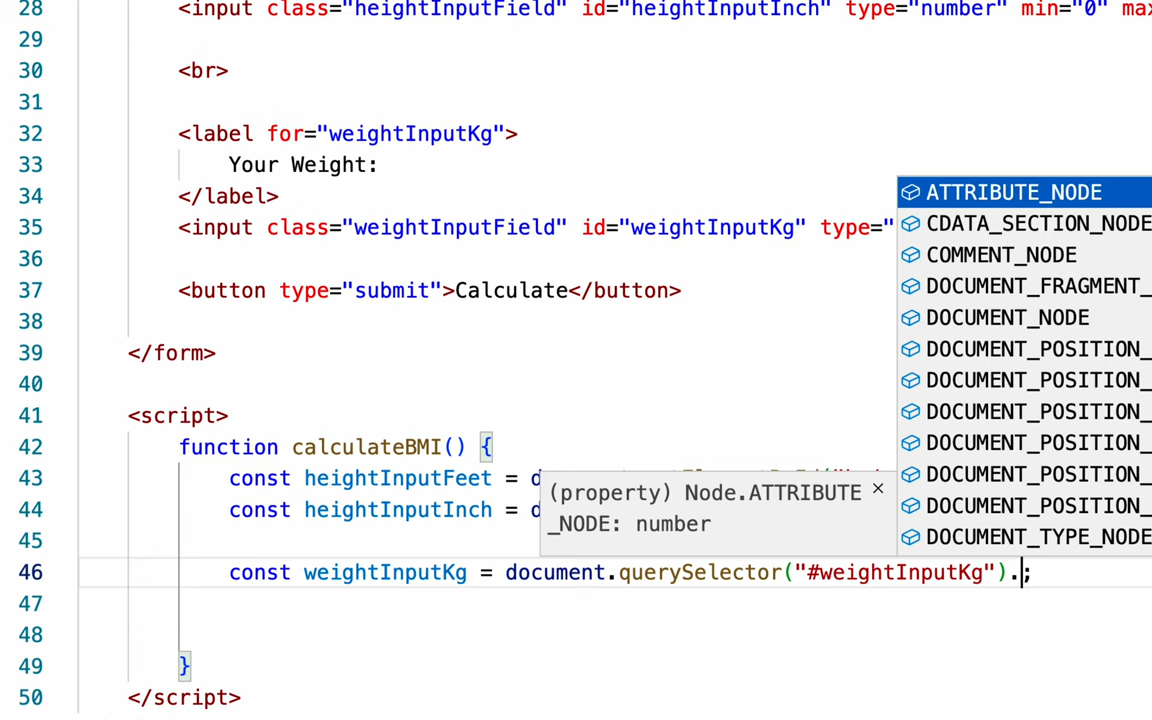 28 <input class="heightInputField" id="heightInputInch" type="number" min="0"
29
30 <br>
31
32 <label for="weightInputKg">
33 Your Weight:
34 </label>
35 <input class="weightInputField" id="weightInputKg" type="
36
37 <button type="submit">Calculate</button>
38
39 </form>
40
41 <script>
42 function calculateBMI() {
43 const heightInputFeet =
44 const heightInputInch =
45
46 const weightInputKg = document.querySelector("#weightInputKg").;
47
48
49 }
50 </script>
ATTRIBUTE_NODE
CDATA_SECTION_NODE
COMMENT_NODE
DOCUMENT_FRAGMENT_
DOCUMENT_NODE
DOCUMENT_POSITION_
DOCUMENT_POSITION_
DOCUMENT_POSITION_
DOCUMENT_POSITION_
DOCUMENT_POSITION_
DOCUMENT_POSITION_
DOCUMENT_TYPE_NODE
(property) Node.ATTRIBUTE
_NODE: number